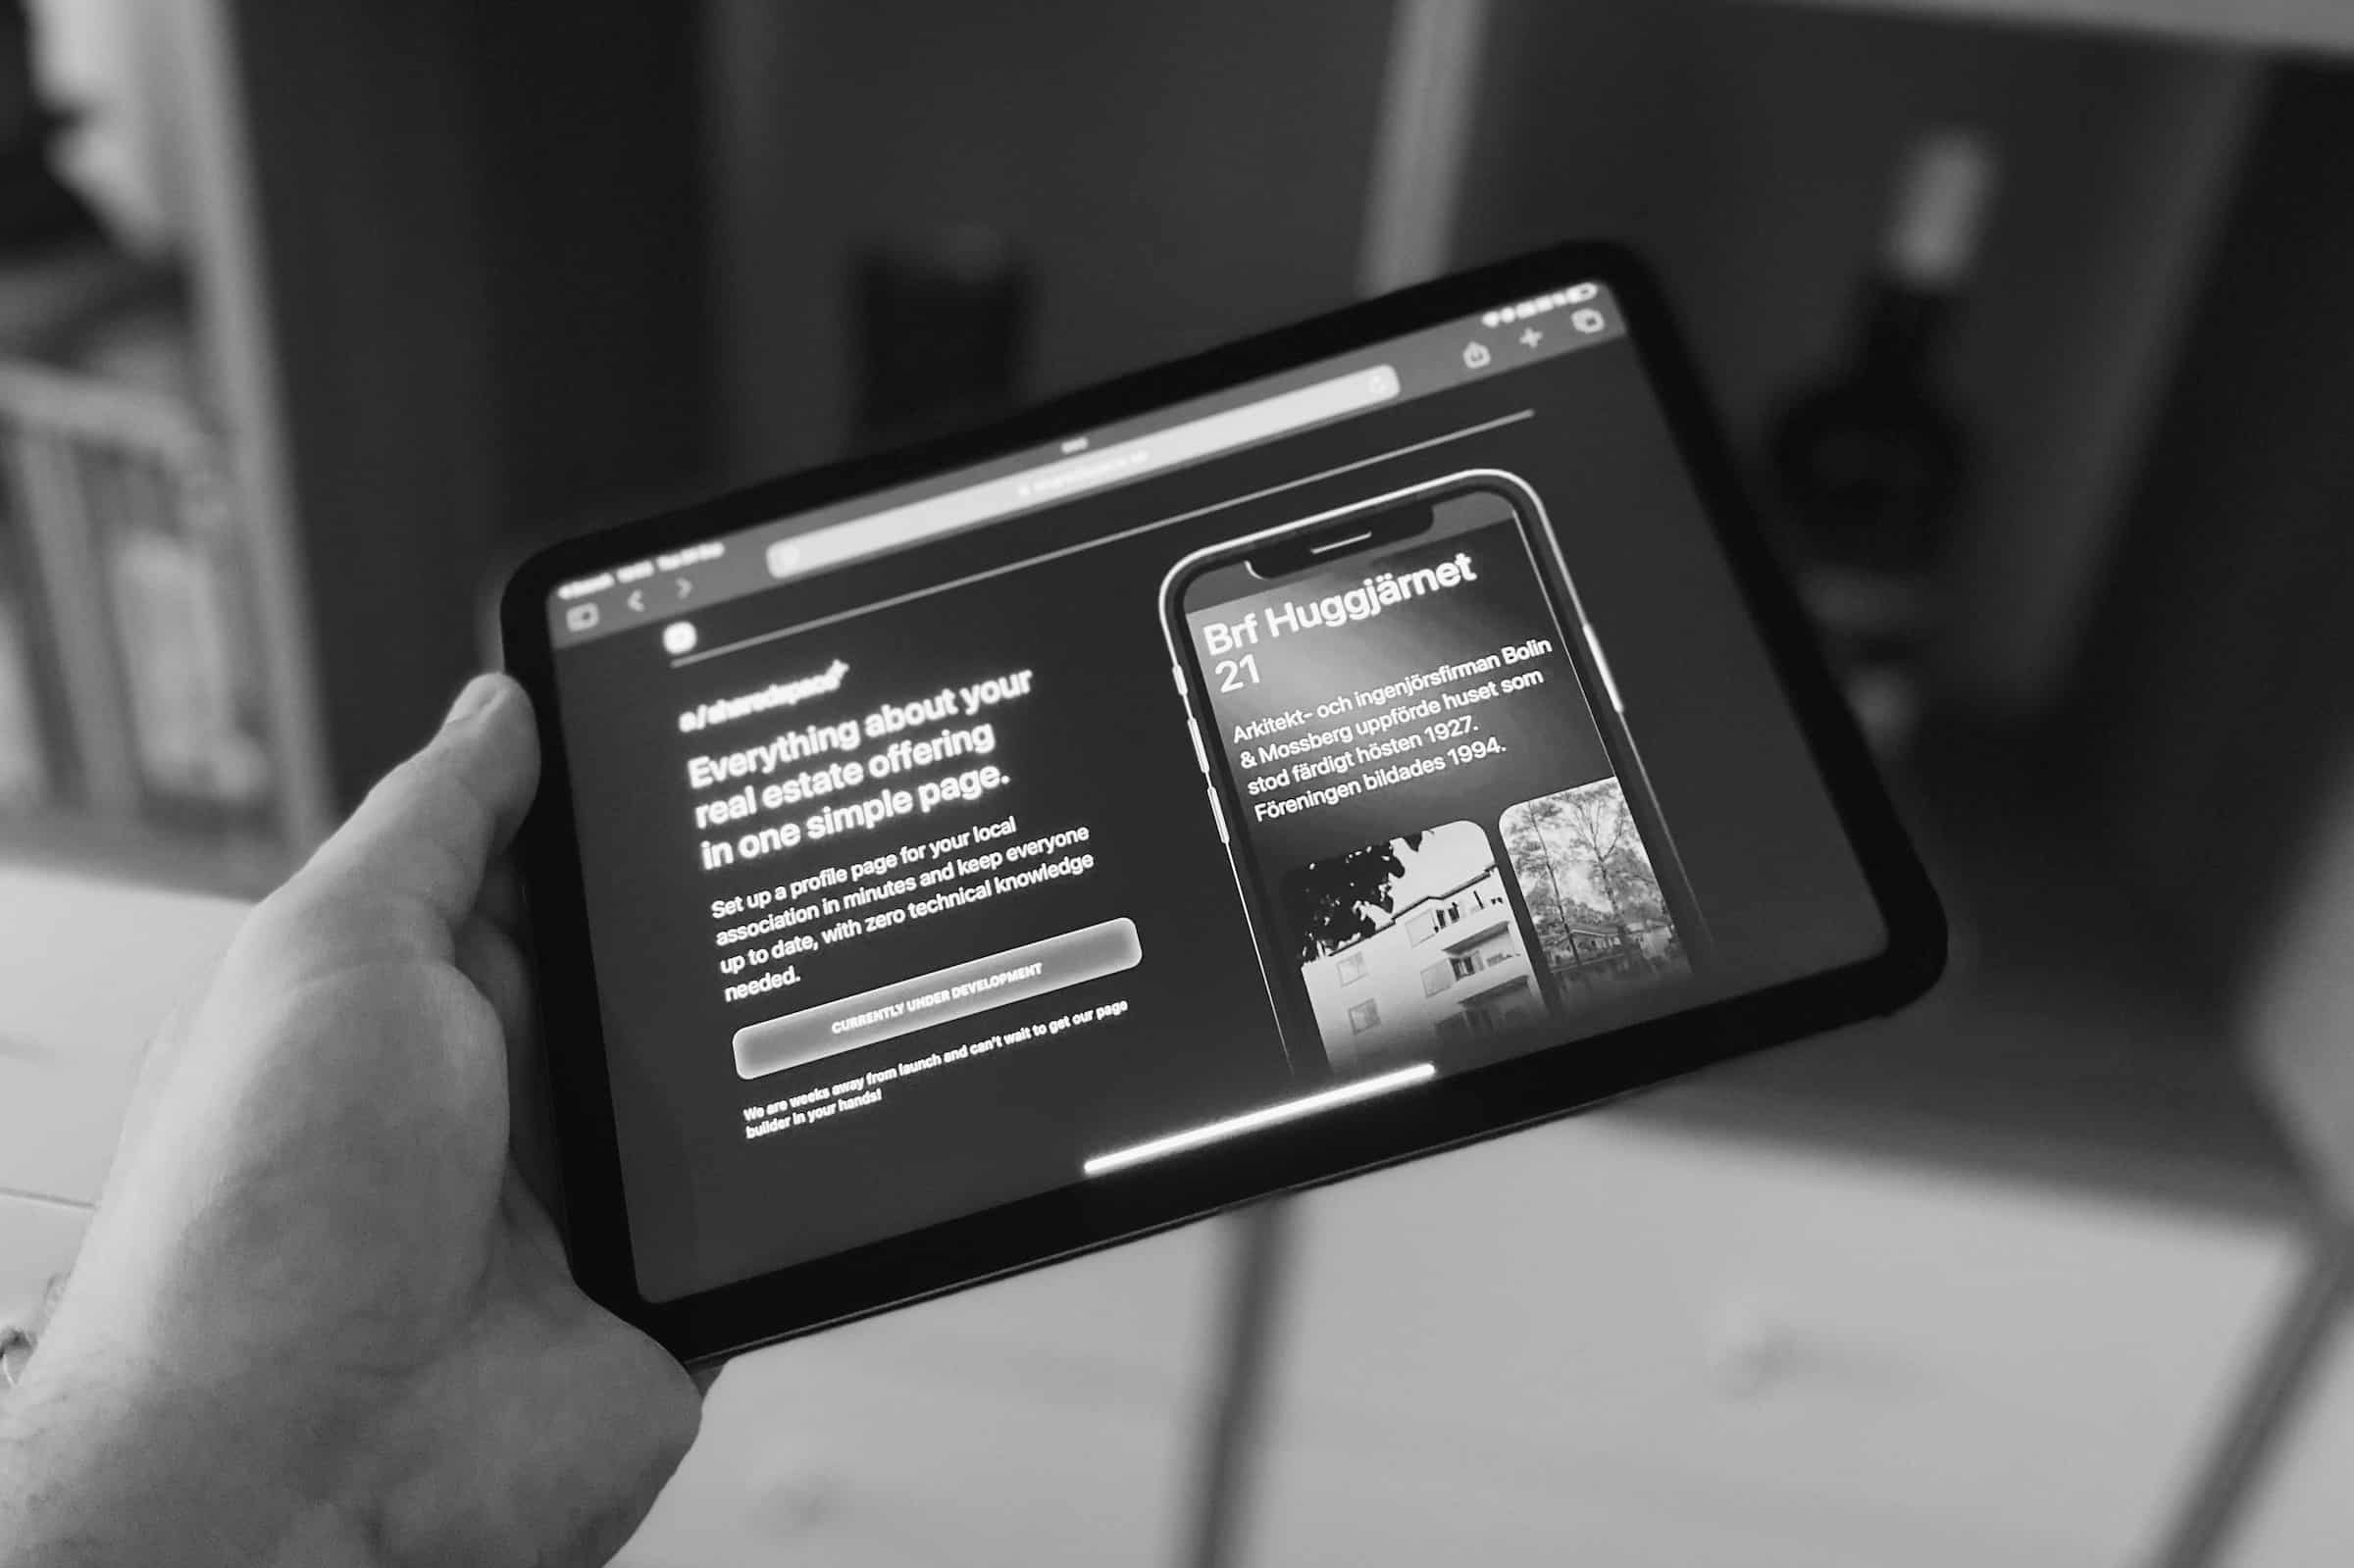 a/sharedspace
Everything about your
real estate offering
in one simple page.
Set up a profile page for your local
association in minutes and keep everyone
up to date, with zero technical knowledge
needed.
CURRENTLY UNDER DEVELOPMENT
We are weeks away from launch and can't wait to get our page
builder in your hands!
Brf Huggjärnet
21
Arkitekt- och ingenjörsfirman Bolin
& Mossberg uppförde huset som
stod färdigt hösten 1927.
Föreningen bildades 1994.